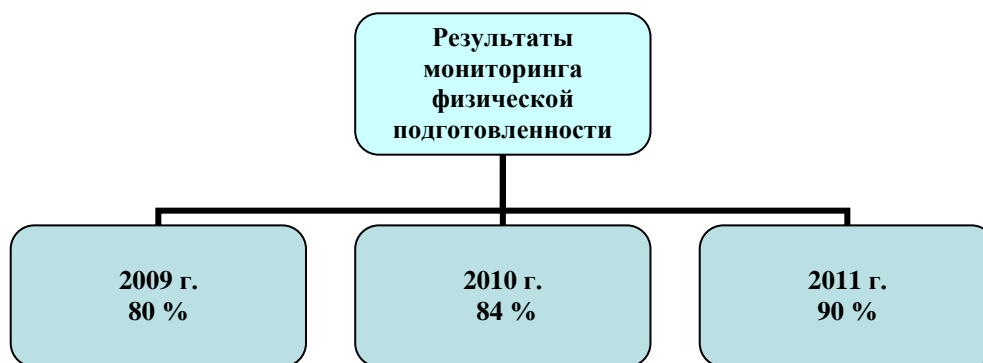 Результаты
мониторинга
физической
подготовленности
2009 г.
80 %
2010 г.
84 %
2011 г.
90 %